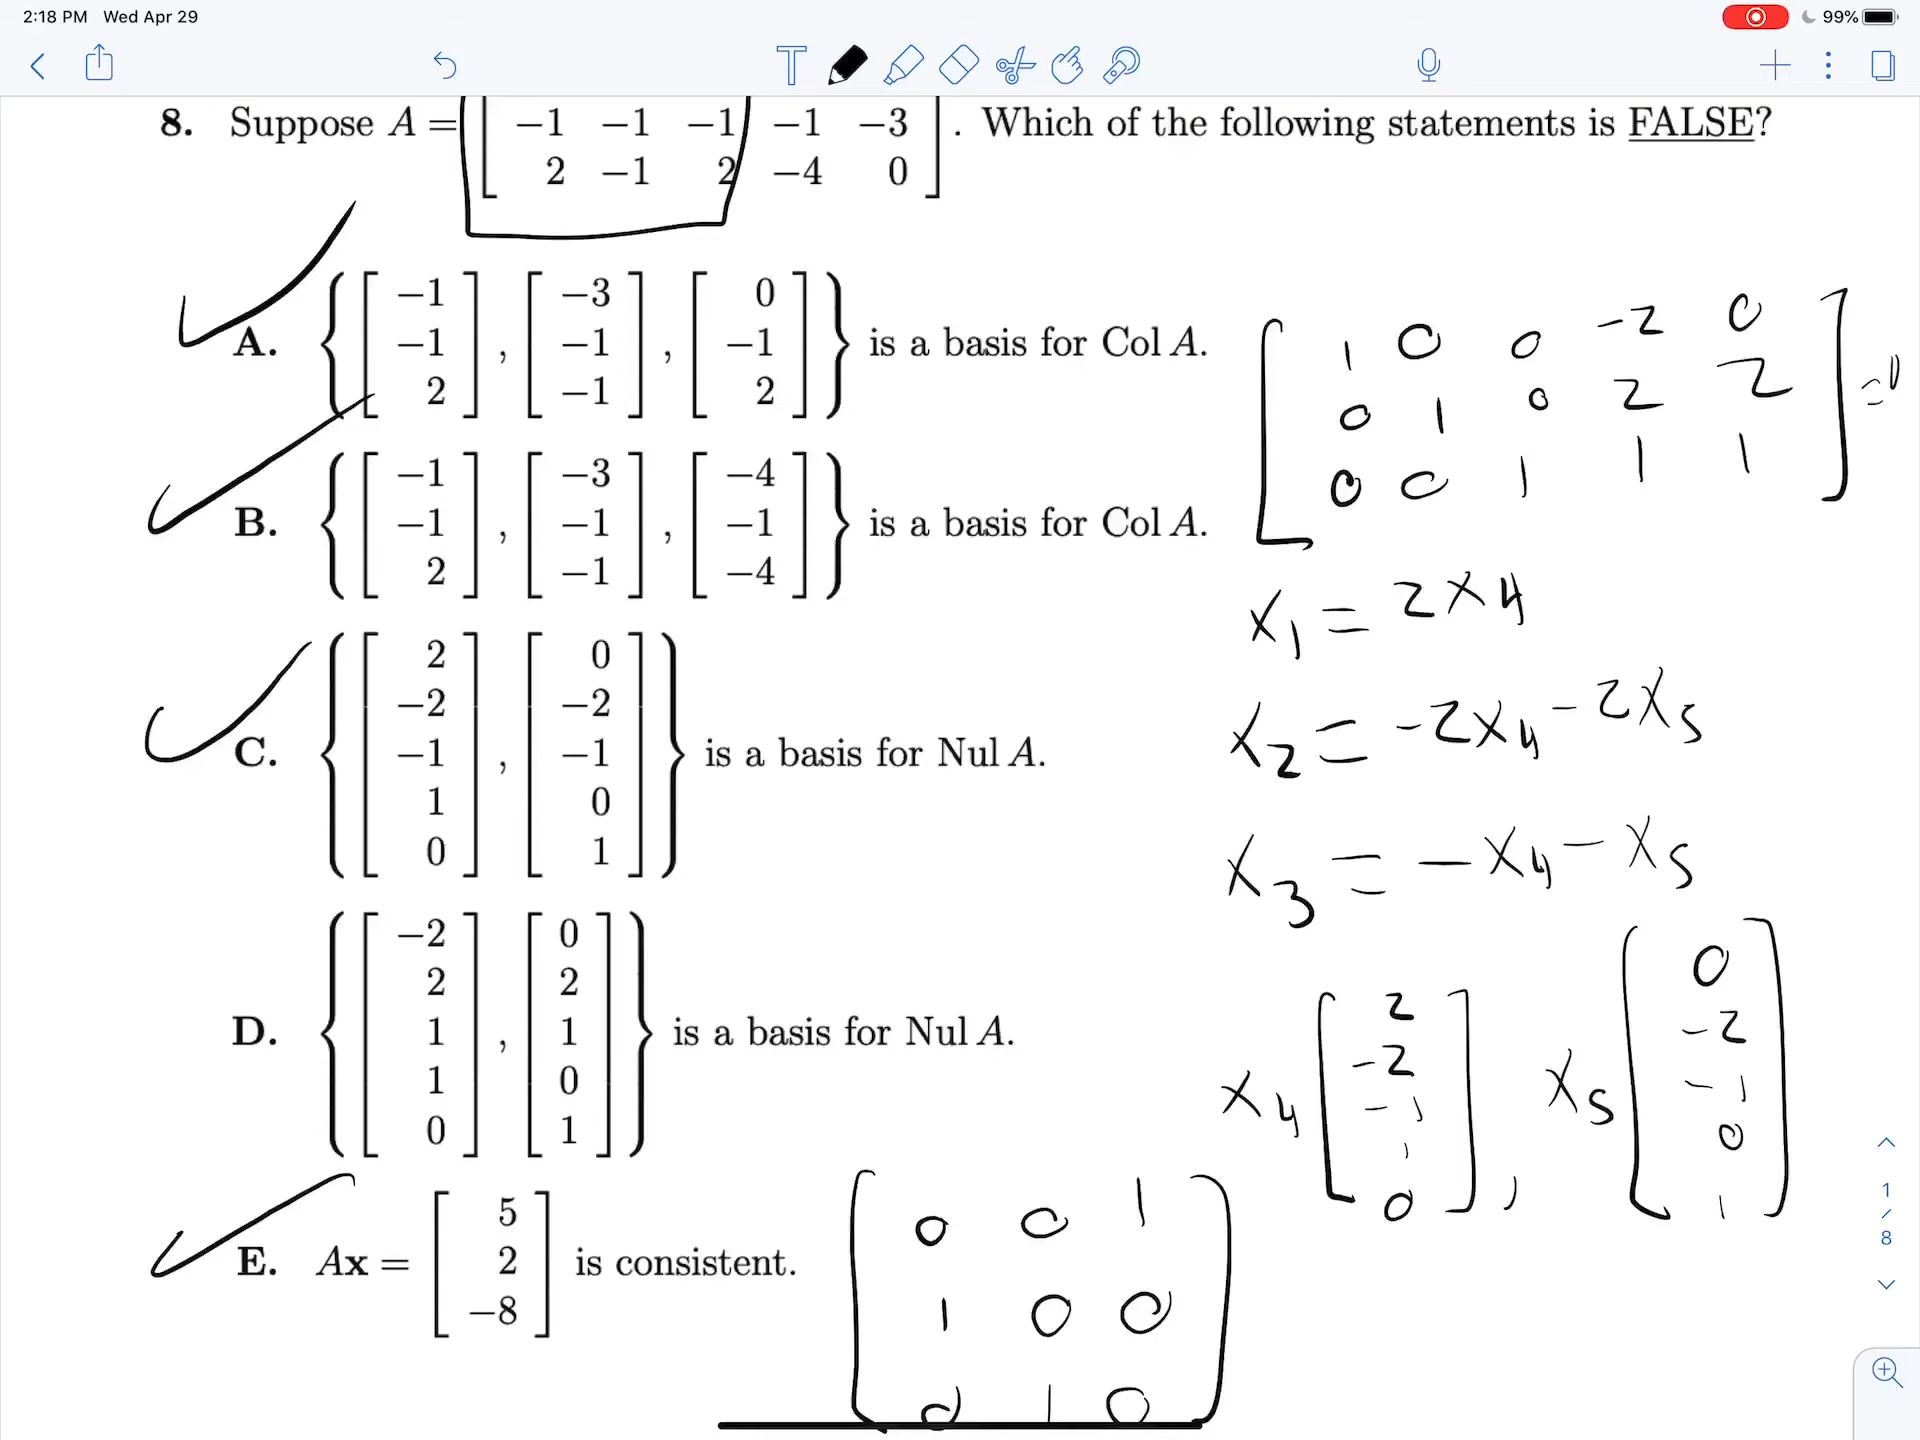 2:18 PM Wed Apr 29
99%
T
8. Suppose A = [ −1 −1 −1 −1 −3
2 −1 2 −4 0 ]. Which of the following statements is FALSE?
A. { [ −1 −1 2 ], [ −3 −1 −1 ], [ 0 −1 2 ] } is a basis for Col A.
B. { [ −1 −1 2 ], [ −3 −1 −1 ], [ −4 −1 −4 ] } is a basis for Col A.
C. { [ 2 −2 −1 1 0 ], [ 0 −2 −1 0 1 ] } is a basis for Nul A.
D. { [ −2 2 1 1 0 ], [ 0 2 1 0 1 ] } is a basis for Nul A.
E. Ax = [ 5 2 −8 ] is consistent.
1 0 0 -2 0
0 1 0 2 2
0 0 1 1 1
= 0
x1 = 2x4
x2 = -2x4 - 2x5
x3 = -x4 - x5
x4 [ 2 -2 -1 1 0 ], x5 [ 0 -2 -1 0 1 ]
0 0 1
1 0 0
0 1 0
1 / 8